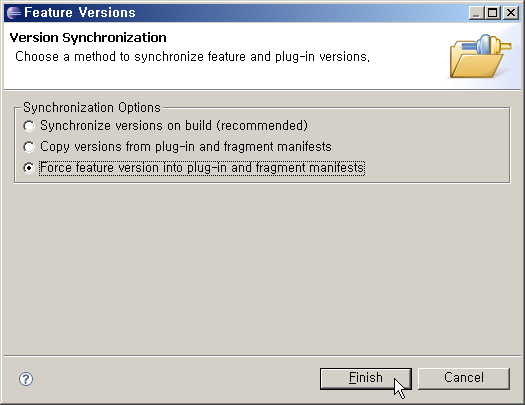 Feature Versions
Version Synchronization
Choose a method to synchronize feature and plug-in versions.
Synchronization Options
Synchronize versions on build (recommended)
Copy versions from plug-in and fragment manifests
Force feature version into plug-in and fragment manifests
?
Finish
Cancel